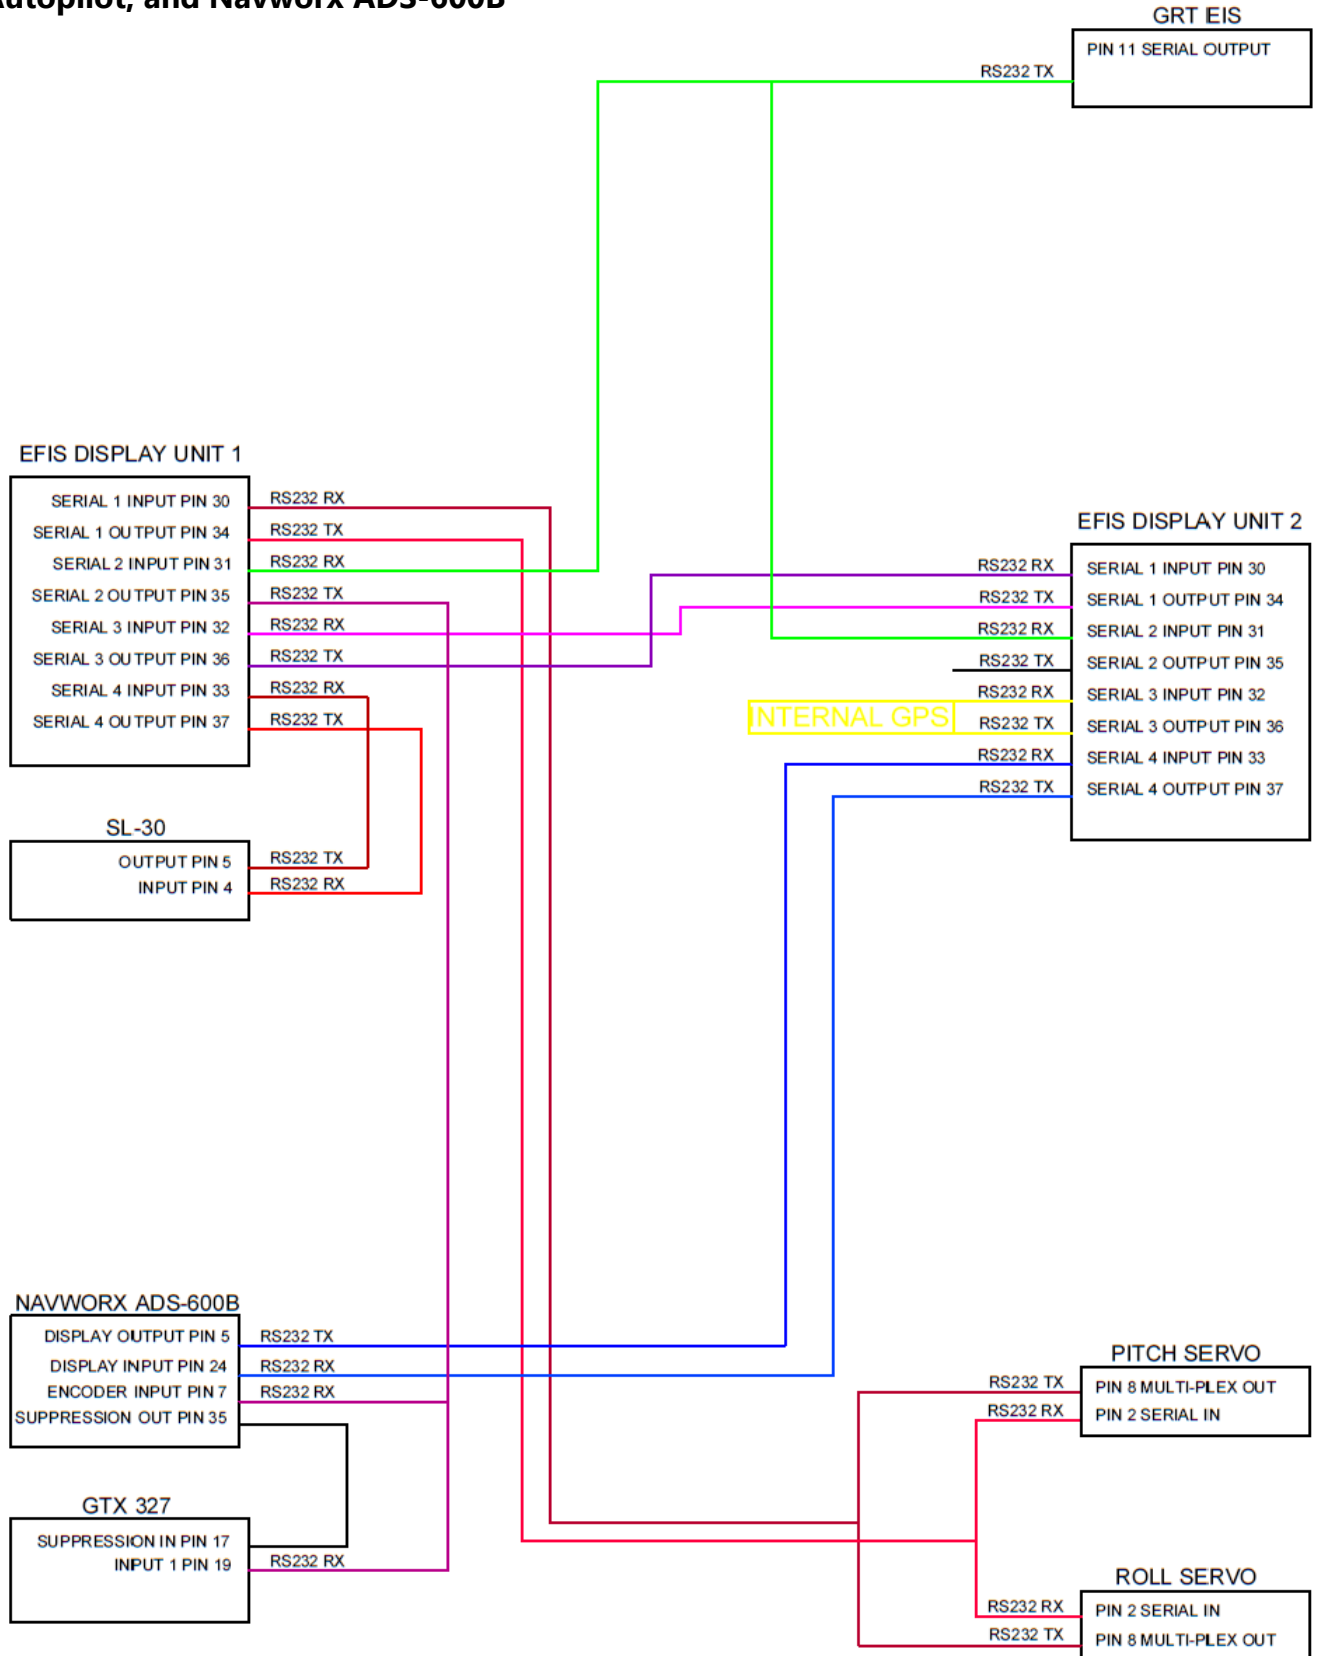 Autopilot, and Navworx ADS-600B
GRT EIS
PIN 11 SERIAL OUTPUT
RS232 TX
EFIS DISPLAY UNIT 1
SERIAL 1 INPUT PIN 30
RS232 RX
SERIAL 1 OUTPUT PIN 34
RS232 TX
SERIAL 2 INPUT PIN 31
RS232 RX
SERIAL 2 OUTPUT PIN 35
RS232 TX
SERIAL 3 INPUT PIN 32
RS232 RX
SERIAL 3 OUTPUT PIN 36
RS232 TX
SERIAL 4 INPUT PIN 33
RS232 RX
SERIAL 4 OUTPUT PIN 37
RS232 TX
EFIS DISPLAY UNIT 2
RS232 RX
SERIAL 1 INPUT PIN 30
RS232 TX
SERIAL 1 OUTPUT PIN 34
RS232 RX
SERIAL 2 INPUT PIN 31
RS232 TX
SERIAL 2 OUTPUT PIN 35
RS232 RX
SERIAL 3 INPUT PIN 32
INTERNAL GPS
RS232 TX
SERIAL 3 OUTPUT PIN 36
RS232 RX
SERIAL 4 INPUT PIN 33
RS232 TX
SERIAL 4 OUTPUT PIN 37
SL-30
OUTPUT PIN 5
RS232 TX
INPUT PIN 4
RS232 RX
NAVWORX ADS-600B
DISPLAY OUTPUT PIN 5
RS232 TX
DISPLAY INPUT PIN 24
RS232 RX
ENCODER INPUT PIN 7
RS232 RX
SUPPRESSION OUT PIN 35
GTX 327
SUPPRESSION IN PIN 17
INPUT 1 PIN 19
RS232 RX
PITCH SERVO
RS232 TX
PIN 8 MULTI-PLEX OUT
RS232 RX
PIN 2 SERIAL IN
ROLL SERVO
RS232 RX
PIN 2 SERIAL IN
RS232 TX
PIN 8 MULTI-PLEX OUT